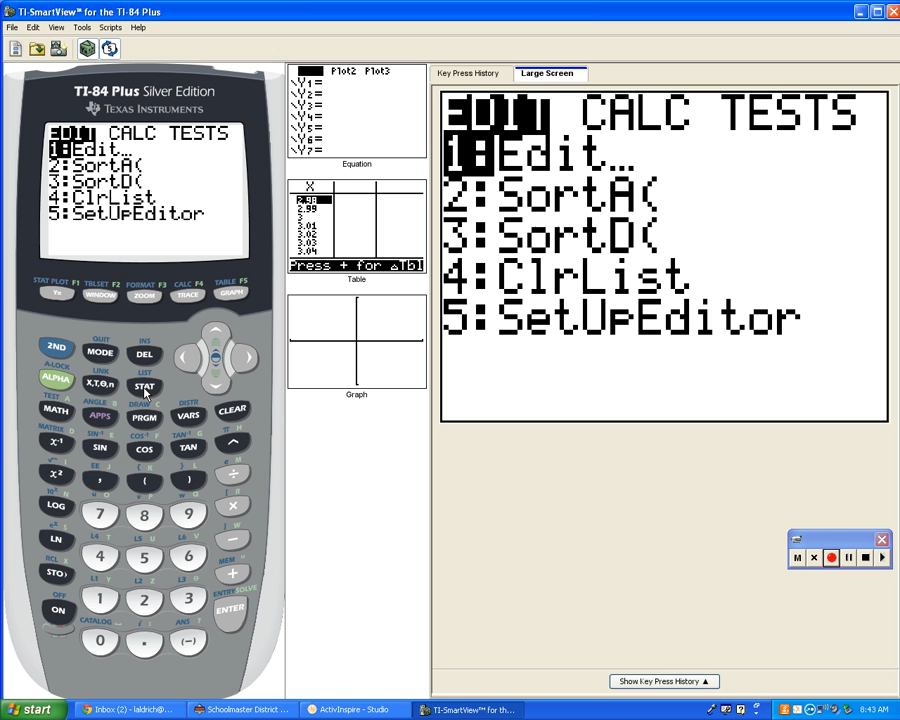 TI-SmartView™ for the TI-84 Plus
File Edit View Tools Scripts Help
TI-84 Plus Silver Edition
TEXAS INSTRUMENTS
EDIT CALC TESTS
1:Edit…
2:SortA(
3:SortD(
4:ClrList
5:SetUpEditor
STAT PLOT F1 TBLSET F2 FORMAT F3 CALC F4 TABLE F5
Y= WINDOW ZOOM TRACE GRAPH
QUIT INS
2ND MODE DEL
A-LOCK LINK LIST
ALPHA X,T,Θ,n STAT
TEST A ANGLE B DRAW C DISTR
MATH APPS PRGM VARS CLEAR
MATRIX D SIN⁻¹ E COS⁻¹ F TAN⁻¹ G π H
x⁻¹ SIN COS TAN ^
√ I EE J { K } L e M
x² , ( ) ÷
10ˣ N u O v P w Q [ R
LOG 7 8 9 ×
eˣ S L4 T L5 U L6 V ] W
LN 4 5 6 −
RCL X L1 Y L2 Z L3 θ MEM "
STO› 1 2 3 +
OFF CATALOG i : ANS ? ENTRY SOLVE
ON 0 . (−) ENTER
Plot2 Plot3
\Y1=
\Y2=
\Y3=
\Y4=
\Y5=
\Y6=
\Y7=
Equation
X
2.98
2.99
3
3.01
3.02
3.03
3.04
Press + for △Tbl
Table
Graph
Key Press History Large Screen
EDIT CALC TESTS
1:Edit…
2:SortA(
3:SortD(
4:ClrList
5:SetUpEditor
M
Show Key Press History ▲
start Inbox (2) - laldrich@... Schoolmaster District ... ActivInspire - Studio TI-SmartView™ for th... 8:43 AM